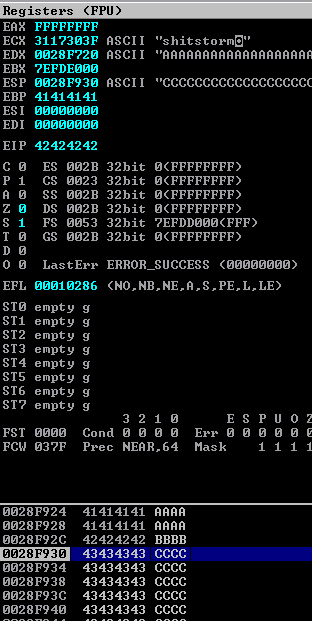 Registers (FPU)
EAX FFFFFFFF
ECX 3117303F ASCII "shitstorm"
EDX 0028F720 ASCII "AAAAAAAAAAAAAAAAAA
EBX 7EFDE000
ESP 0028F930 ASCII "CCCCCCCCCCCCCCCCCC
EBP 41414141
ESI 00000000
EDI 00000000
EIP 42424242
C 0 ES 002B 32bit 0(FFFFFFFF)
P 1 CS 0023 32bit 0(FFFFFFFF)
A 0 SS 002B 32bit 0(FFFFFFFF)
Z 0 DS 002B 32bit 0(FFFFFFFF)
S 1 FS 0053 32bit 7EFDD000(FFF)
T 0 GS 002B 32bit 0(FFFFFFFF)
D 0
O 0 LastErr ERROR_SUCCESS (00000000)
EFL 00010286 (NO,NB,NE,A,S,PE,L,LE)
ST0 empty g
ST1 empty g
ST2 empty g
ST3 empty g
ST4 empty g
ST5 empty g
ST6 empty g
ST7 empty g
3 2 1 0 E S P U O Z
FST 0000 Cond 0 0 0 0 Err 0 0 0 0 0 0
FCW 037F Prec NEAR,64 Mask 1 1 1 1
0028F924 41414141 AAAA
0028F928 41414141 AAAA
0028F92C 42424242 BBBB
0028F930 43434343 CCCC
0028F934 43434343 CCCC
0028F938 43434343 CCCC
0028F93C 43434343 CCCC
0028F940 43434343 CCCC